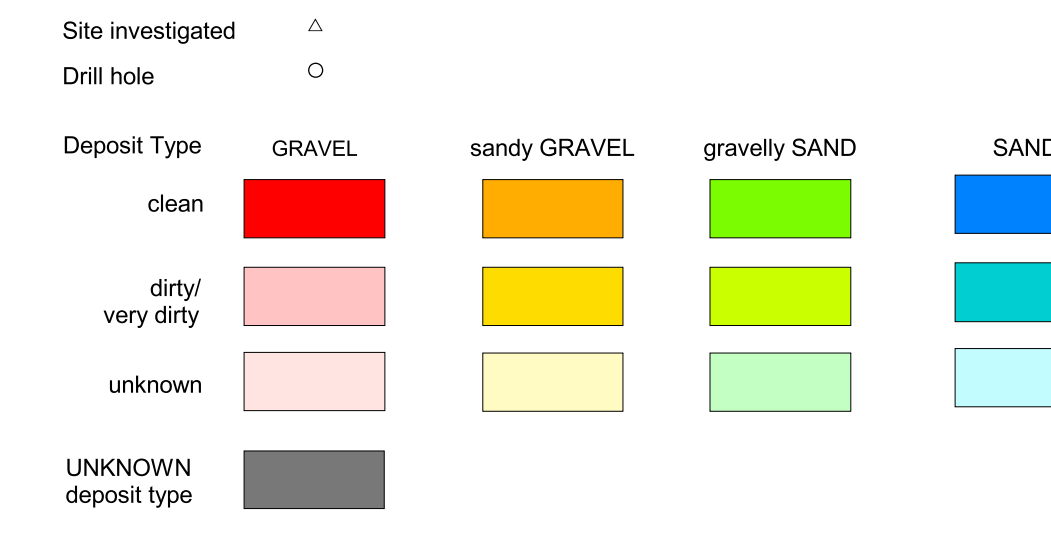 Site investigated
Drill hole
Deposit Type GRAVEL sandy GRAVEL gravelly SAND SAND
clean
dirty/
very dirty
unknown
UNKNOWN
deposit type